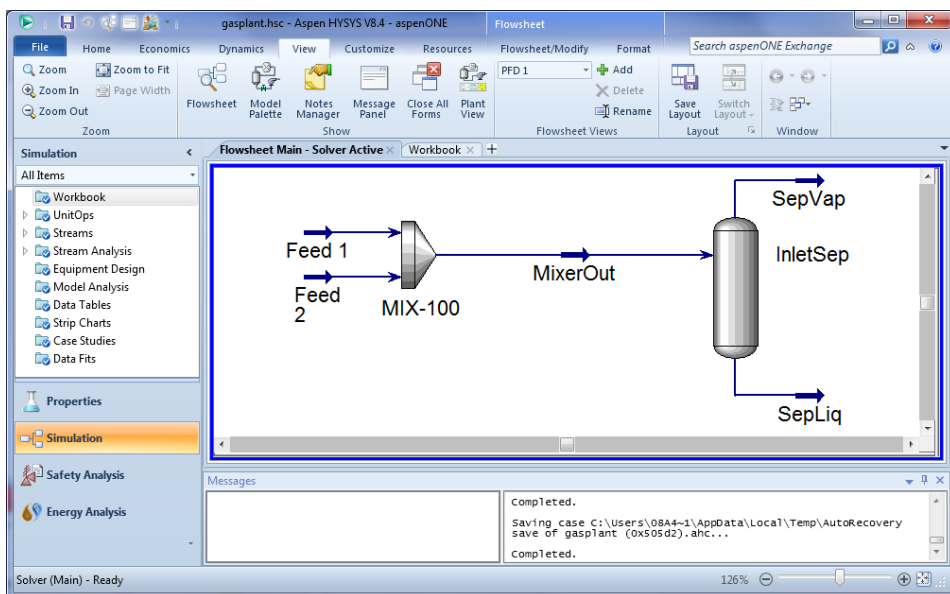 gasplant.hsc - Aspen HYSYS V8.4 - aspenONE
Flowsheet
File
Home
Economics
Dynamics
View
Customize
Resources
Flowsheet/Modify
Format
Search aspenONE Exchange
Zoom
Zoom to Fit
Zoom In
Page Width
Zoom Out
Zoom
Flowsheet
Model
Palette
Notes
Manager
Message
Panel
Close All
Forms
Plant
View
Show
PFD 1
Add
Delete
Rename
Flowsheet Views
Save
Layout
Switch
Layout
Layout
Window
Simulation
All Items
Workbook
UnitOps
Streams
Stream Analysis
Equipment Design
Model Analysis
Data Tables
Strip Charts
Case Studies
Data Fits
Properties
Simulation
Safety Analysis
Energy Analysis
Flowsheet Main - Solver Active
Workbook
Feed 1
Feed
2
MIX-100
MixerOut
SepVap
InletSep
SepLiq
Messages
Completed.
Saving case C:\Users\08A4~1\AppData\Local\Temp\AutoRecovery
save of gasplant (0x505d2).ahc...
Completed.
Solver (Main) - Ready
126%